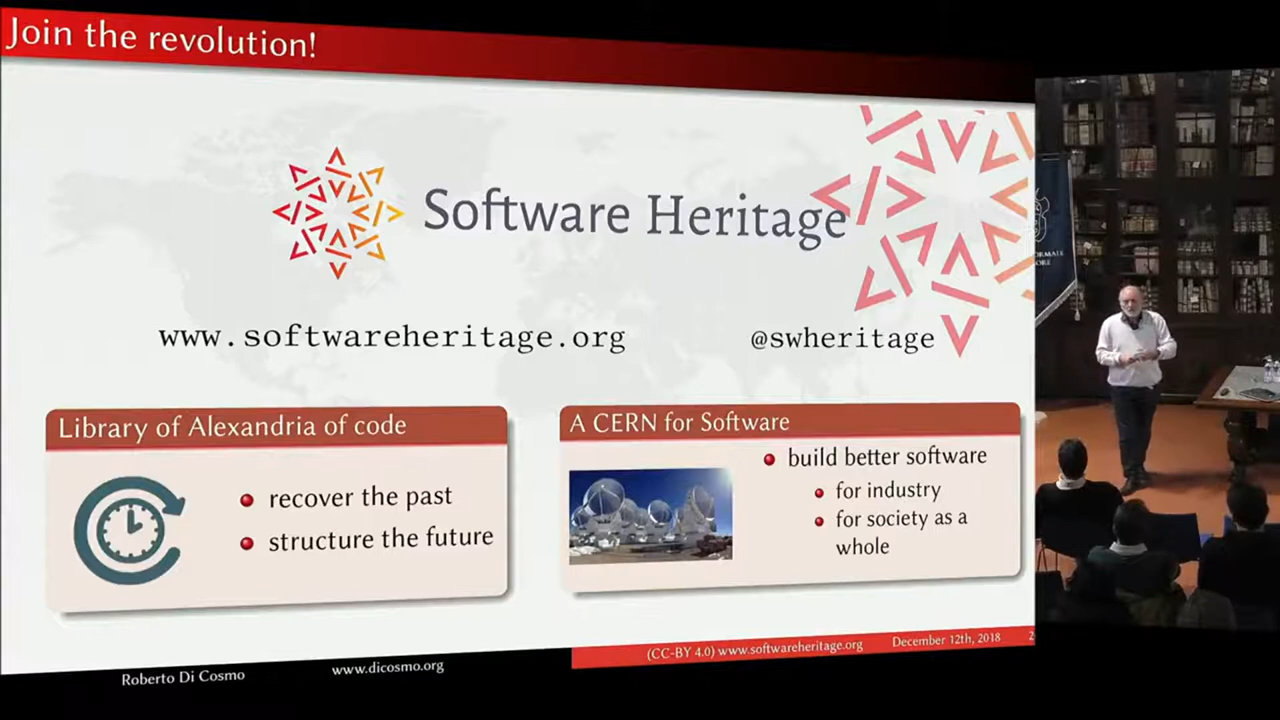 Join the revolution!
Software Heritage
www.softwareheritage.org
@swheritage
Library of Alexandria of code
recover the past
structure the future
A CERN for Software
build better software
for industry
for society as a
whole
(CC-BY 4.0) www.softwareheritage.org
December 12th, 2018
Roberto Di Cosmo
www.dicosmo.org